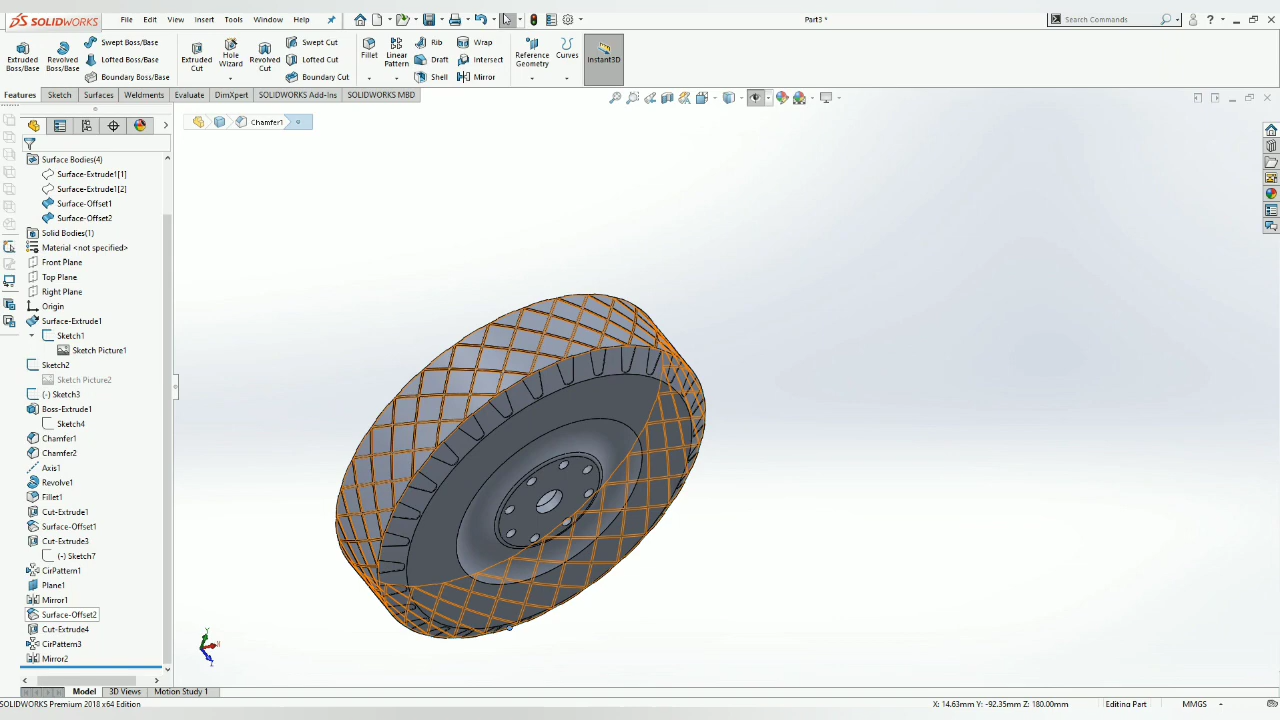 SOLIDWORKS File Edit View Insert Tools Window Help Part3 * Search Commands
Extruded Boss/Base Revolved Boss/Base Swept Boss/Base Lofted Boss/Base Boundary Boss/Base
Extruded Cut Hole Wizard Revolved Cut Swept Cut Lofted Cut Boundary Cut
Fillet Linear Pattern Rib Draft Shell Wrap Intersect Mirror
Reference Geometry Curves Instant3D
Features Sketch Surfaces Weldments Evaluate DimXpert SOLIDWORKS Add-Ins SOLIDWORKS MBD
Chamfer1
Surface Bodies(4)
Surface-Extrude1[1]
Surface-Extrude1[2]
Surface-Offset1
Surface-Offset2
Solid Bodies(1)
Material <not specified>
Front Plane
Top Plane
Right Plane
Origin
Surface-Extrude1
Sketch1
Sketch Picture1
Sketch2
Sketch Picture2
(-) Sketch3
Boss-Extrude1
Sketch4
Chamfer1
Chamfer2
Axis1
Revolve1
Fillet1
Cut-Extrude1
Surface-Offset1
Cut-Extrude3
(-) Sketch7
CirPattern1
Plane1
Mirror1
Surface-Offset2
Cut-Extrude4
CirPattern3
Mirror2
Y
X
Z
Model 3D Views Motion Study 1
SOLIDWORKS Premium 2018 x64 Edition X: 14.63mm Y: -92.35mm Z: 180.00mm Editing Part MMGS